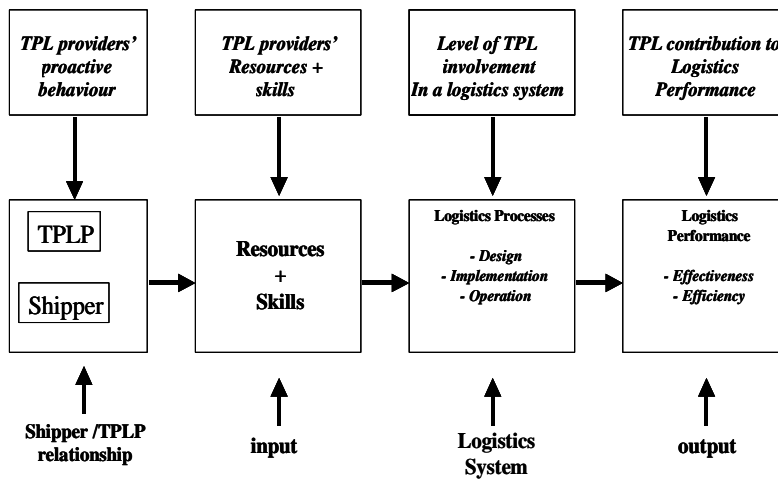 TPL providers'
proactive
behaviour
TPL providers'
Resources +
skills
Level of TPL
involvement
In a logistics system
TPL contribution to
Logistics
Performance
TPLP
Shipper
Resources
+
Skills
Logistics Processes
- Design
- Implementation
- Operation
Logistics
Performance
- Effectiveness
- Efficiency
Shipper /TPLP
relationship
input
Logistics
System
output